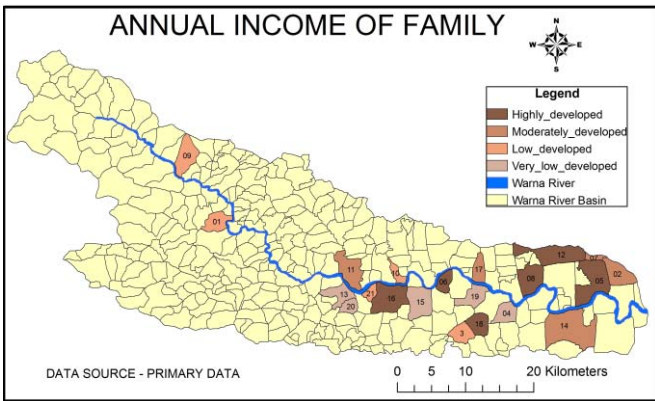 ANNUAL INCOME OF FAMILY
N
W E
S
Legend
Highly_developed
Moderately_developed
Low_developed
Very_low_developed
Warna River
Warna River Basin
09
01
12
11
10
17
02
08
05
06
13
21
16
15
19
20
04
18
14
3
DATA SOURCE - PRIMARY DATA
0 5 10 20 Kilometers